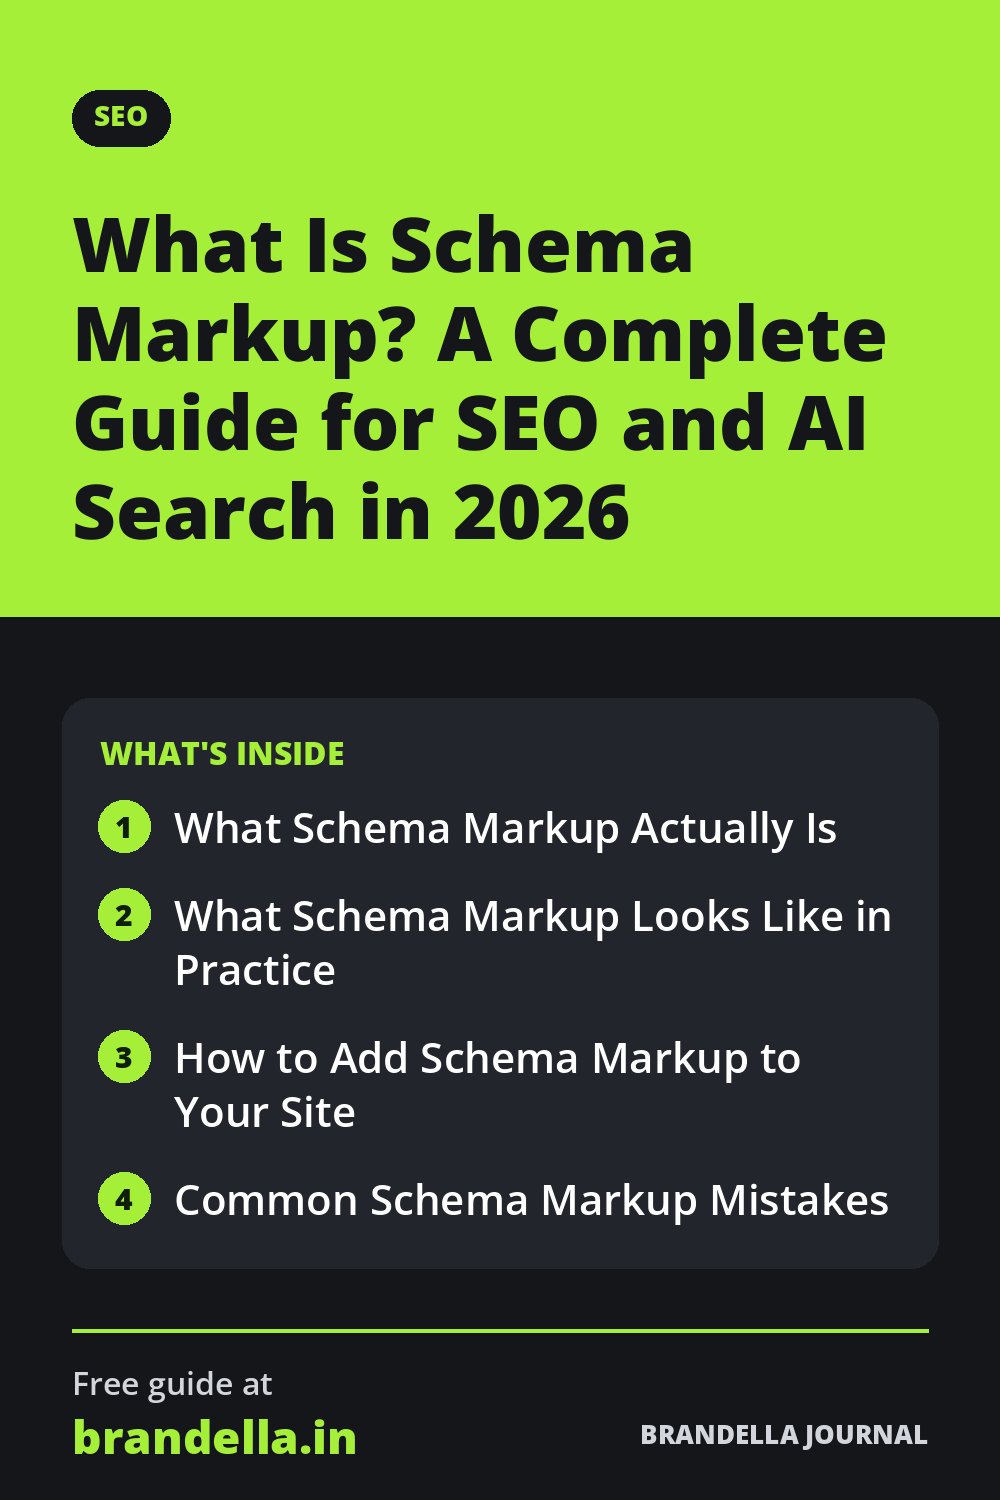 SEO
What Is Schema
Markup? A Complete
Guide for SEO and AI
Search in 2026
WHAT'S INSIDE
1 What Schema Markup Actually Is
2 What Schema Markup Looks Like in
Practice
3 How to Add Schema Markup to
Your Site
4 Common Schema Markup Mistakes
Free guide at
brandella.in
BRANDELLA JOURNAL